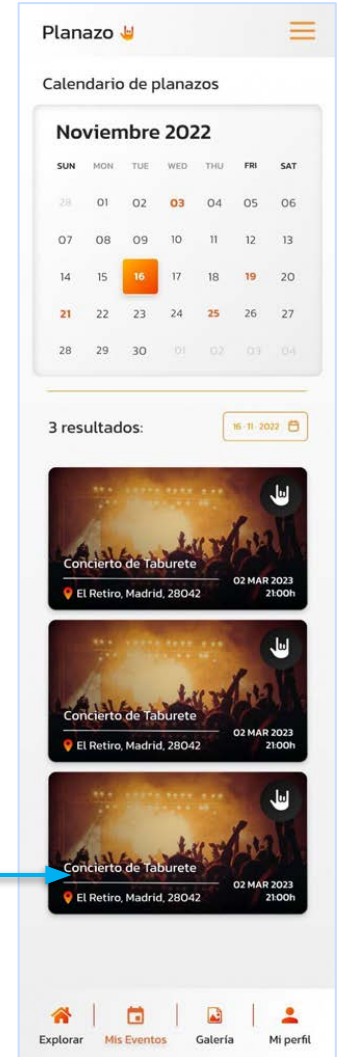 Planazo
Calendario de planazos
Noviembre 2022
SUN MON TUE WED THU FRI SAT
28 01 02 03 04 05 06
07 08 09 10 11 12 13
14 15 16 17 18 19 20
21 22 23 24 25 26 27
28 29 30 01 02 03 04
3 resultados:
16 · 11 · 2022
Concierto de Taburete
02 MAR 2023
El Retiro, Madrid, 28042
21:00h
Concierto de Taburete
02 MAR 2023
El Retiro, Madrid, 28042
21:00h
Concierto de Taburete
02 MAR 2023
El Retiro, Madrid, 28042
21:00h
Explorar Mis Eventos Galería Mi perfil